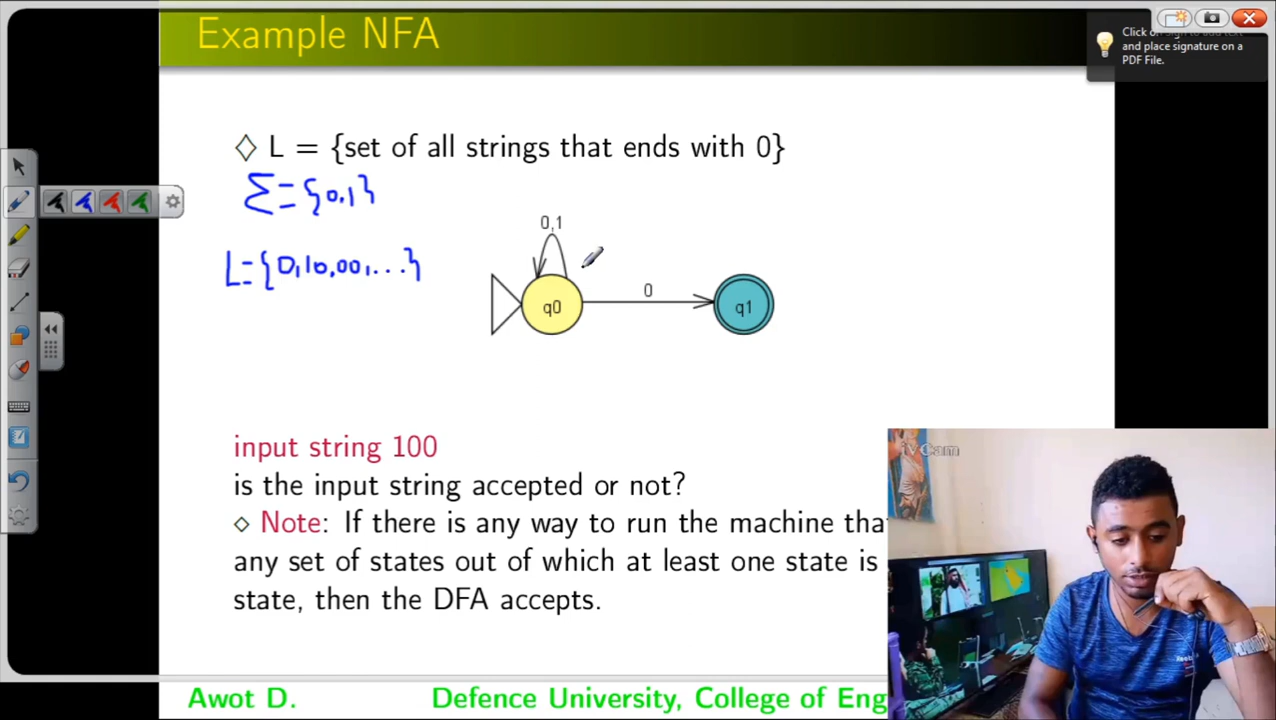 Example NFA
Click on Sign to add text
and place signature on a
PDF File.
◇ L = {set of all strings that ends with 0}
Σ={0,1}
0,1
L={0,10,00,...}
0
q0
q1
input string 100
iVCam
is the input string accepted or not?
◇ Note: If there is any way to run the machine tha
any set of states out of which at least one state is
state, then the DFA accepts.
Awot D. Defence University, College of Eng